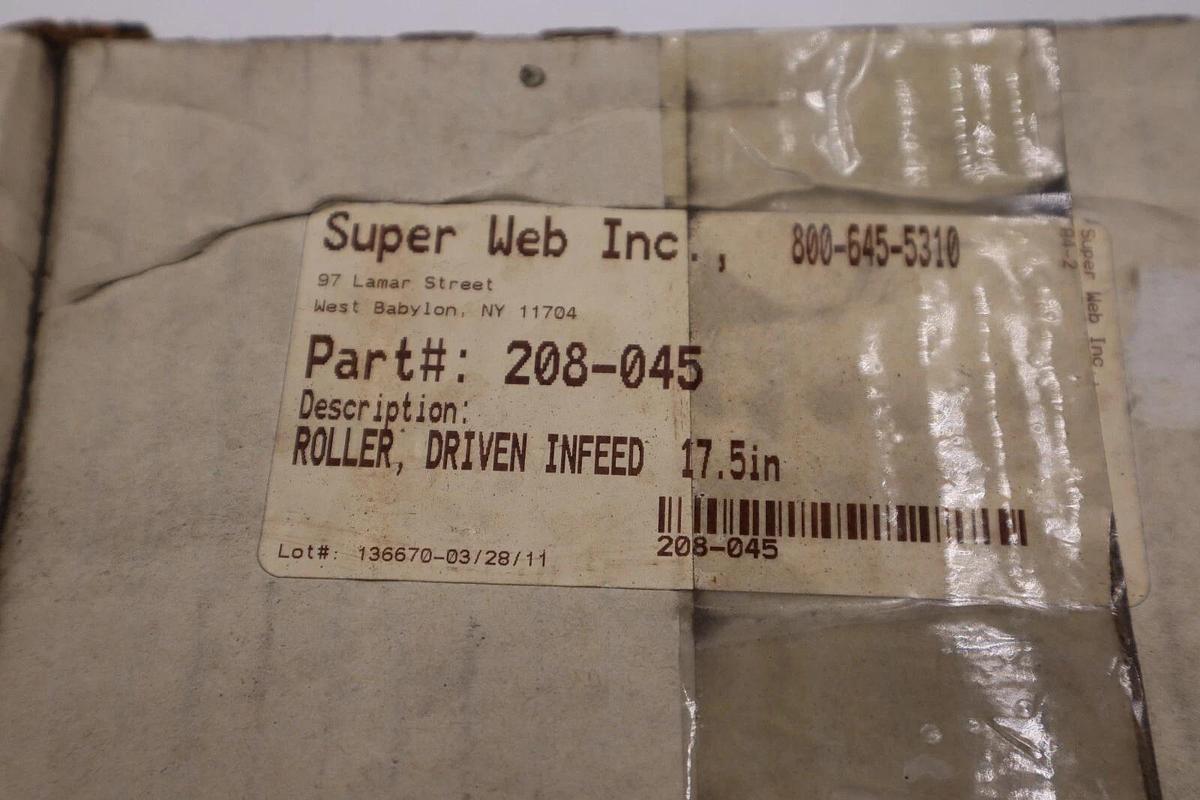 Super Web Inc., 800-645-5310
97 Lamar Street
West Babylon, NY 11704
Part#: 208-045
Description:
ROLLER, DRIVEN INFEED 17.5in
208-045
Lot#: 136670-03/28/11
Super Web Inc.,